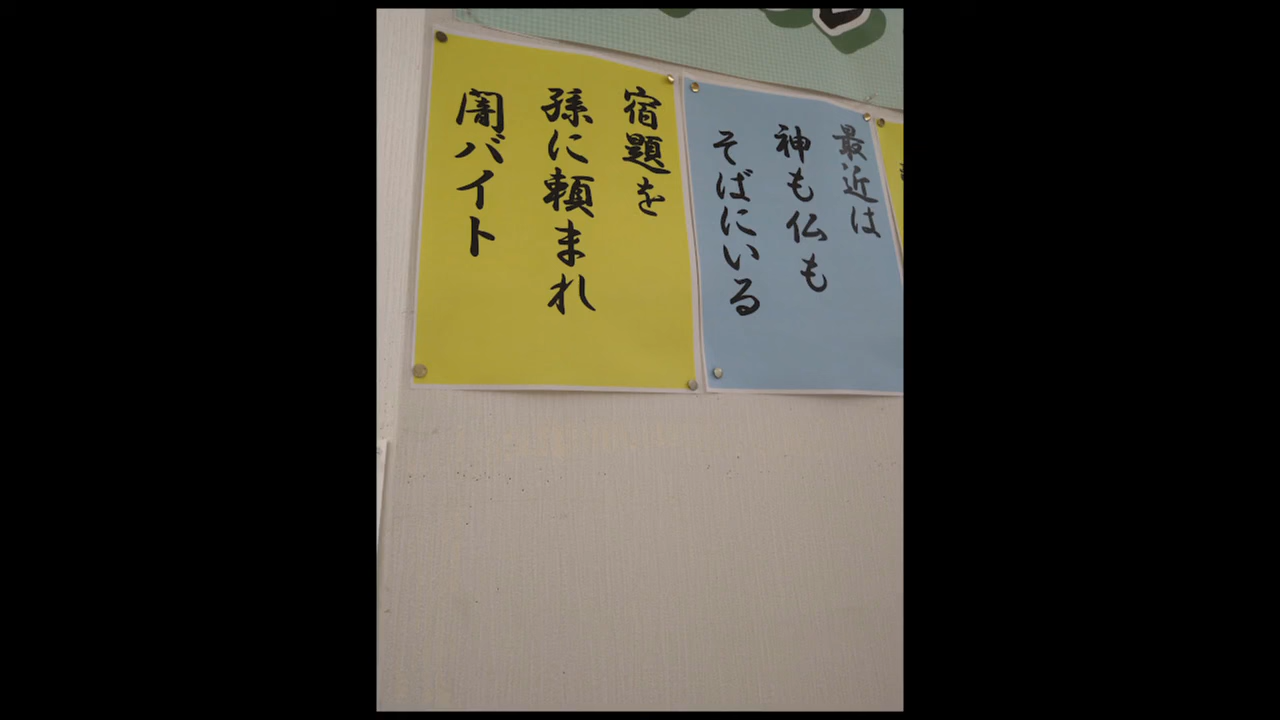 最近は
神も仏も
そばにいる
宿題を
孫に頼まれ
闇バイト